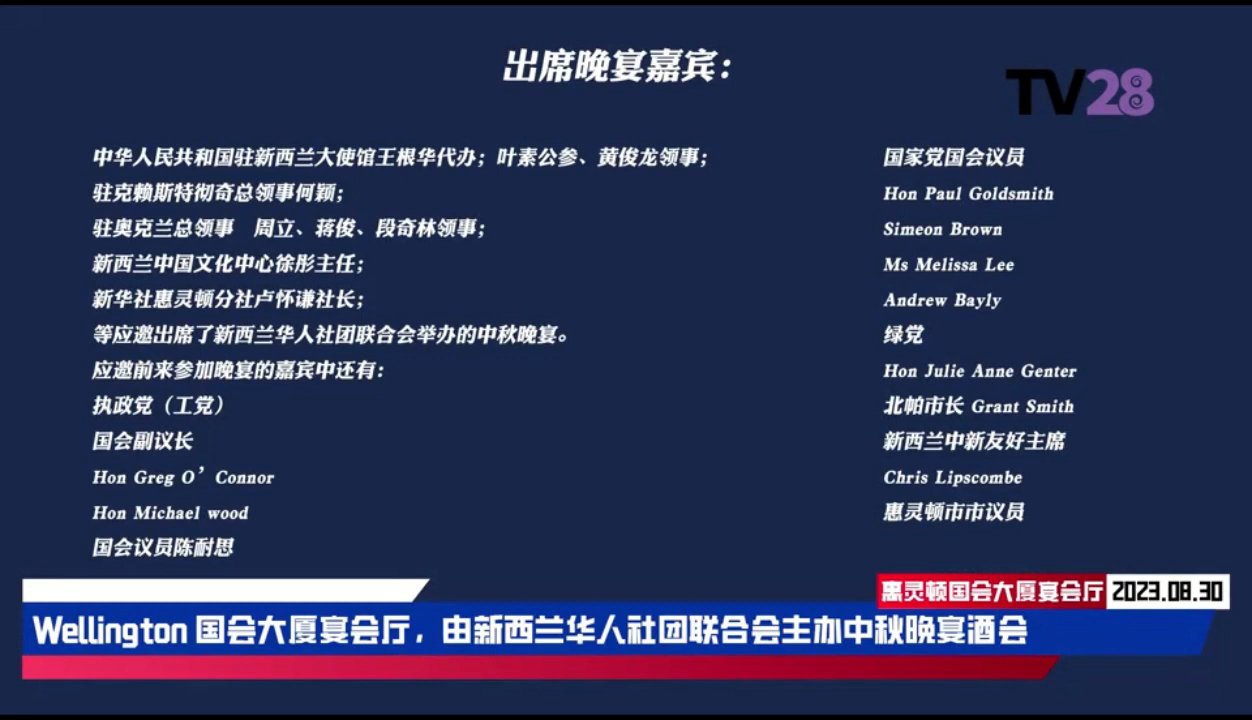 出席晚宴嘉宾：
TV28
中华人民共和国驻新西兰大使馆王根华代办；叶素公参、黄俊龙领事；
驻克赖斯特彻奇总领事何颖；
驻奥克兰总领事 周立、蒋俊、段奇林领事；
新西兰中国文化中心徐彤主任；
新华社惠灵顿分社卢怀谦社长；
等应邀出席了新西兰华人社团联合会举办的中秋晚宴。
应邀前来参加晚宴的嘉宾中还有：
执政党（工党）
国会副议长
Hon Greg O’Connor
Hon Michael wood
国会议员陈耐思
国家党国会议员
Hon Paul Goldsmith
Simeon Brown
Ms Melissa Lee
Andrew Bayly
绿党
Hon Julie Anne Genter
北帕市长 Grant Smith
新西兰中新友好主席
Chris Lipscombe
惠灵顿市市议员
惠灵顿国会大厦宴会厅 2023.08.30
Wellington 国会大厦宴会厅，由新西兰华人社团联合会主办中秋晚宴酒会